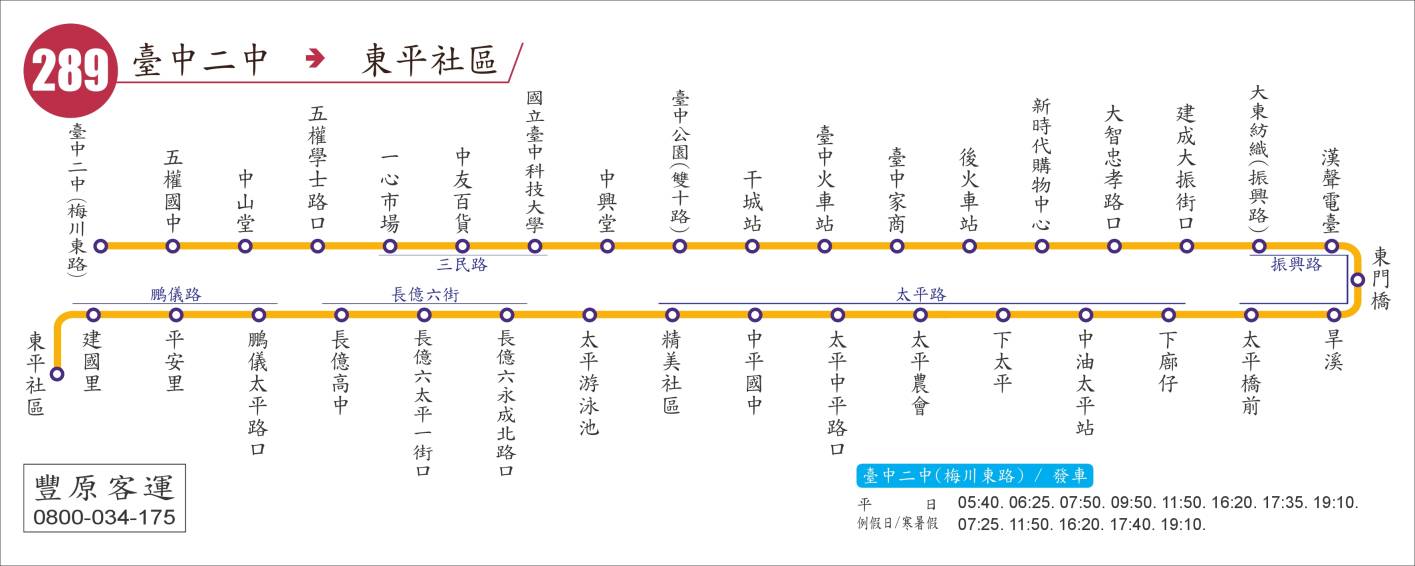 289
臺中二中 → 東平社區
臺中二中(梅川東路)
五權國中
中山堂
五權學士路口
一心市場
中友百貨
國立臺中科技大學
中興堂
臺中公園(雙十路)
干城站
臺中火車站
臺中家商
後火車站
新時代購物中心
大智忠孝路口
建成大振街口
大東紡織(振興路)
漢聲電臺
東門橋
三民路
振興路
鵬儀路
長億六街
太平路
東平社區
建國里
平安里
鵬儀太平路口
長億高中
長億六太平一街口
長億六永成北路口
太平游泳池
精美社區
中平國中
太平中平路口
太平農會
下太平
中油太平站
下廍仔
太平橋前
旱溪
豐原客運
0800-034-175
臺中二中(梅川東路) / 發車
平 日 05:40. 06:25. 07:50. 09:50. 11:50. 16:20. 17:35. 19:10.
例假日/寒暑假 07:25. 11:50. 16:20. 17:40. 19:10.